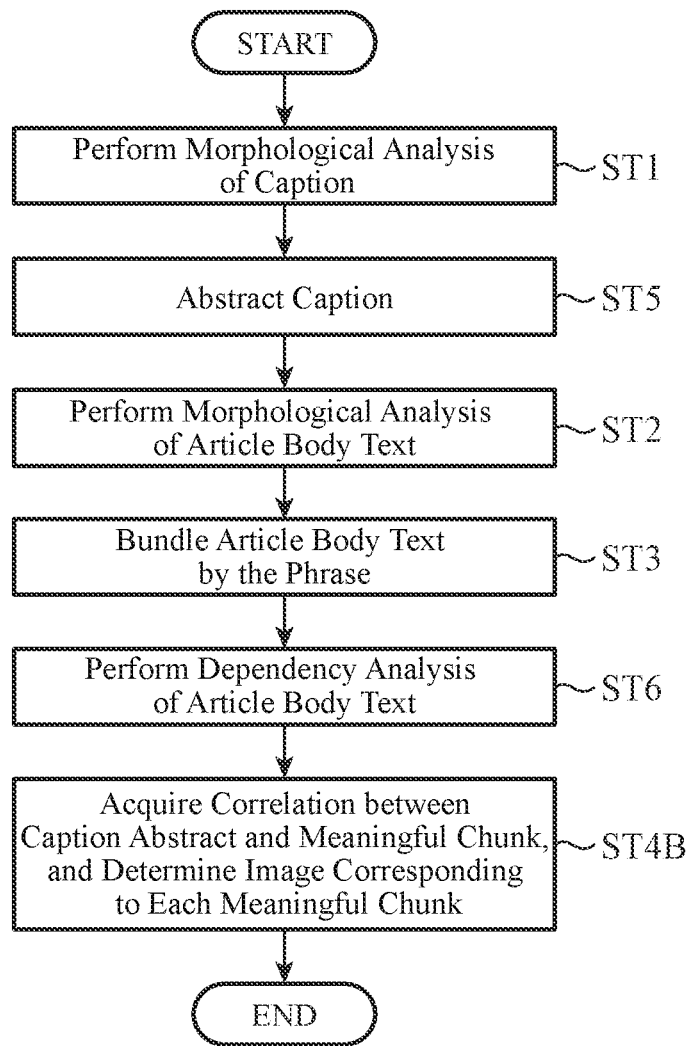 START
Perform Morphological Analysis
of Caption
ST1
Abstract Caption
ST5
Perform Morphological Analysis
of Article Body Text
ST2
Bundle Article Body Text
by the Phrase
ST3
Perform Dependency Analysis
of Article Body Text
ST6
Acquire Correlation between
Caption Abstract and Meaningful Chunk,
and Determine Image Corresponding
to Each Meaningful Chunk
ST4B
END